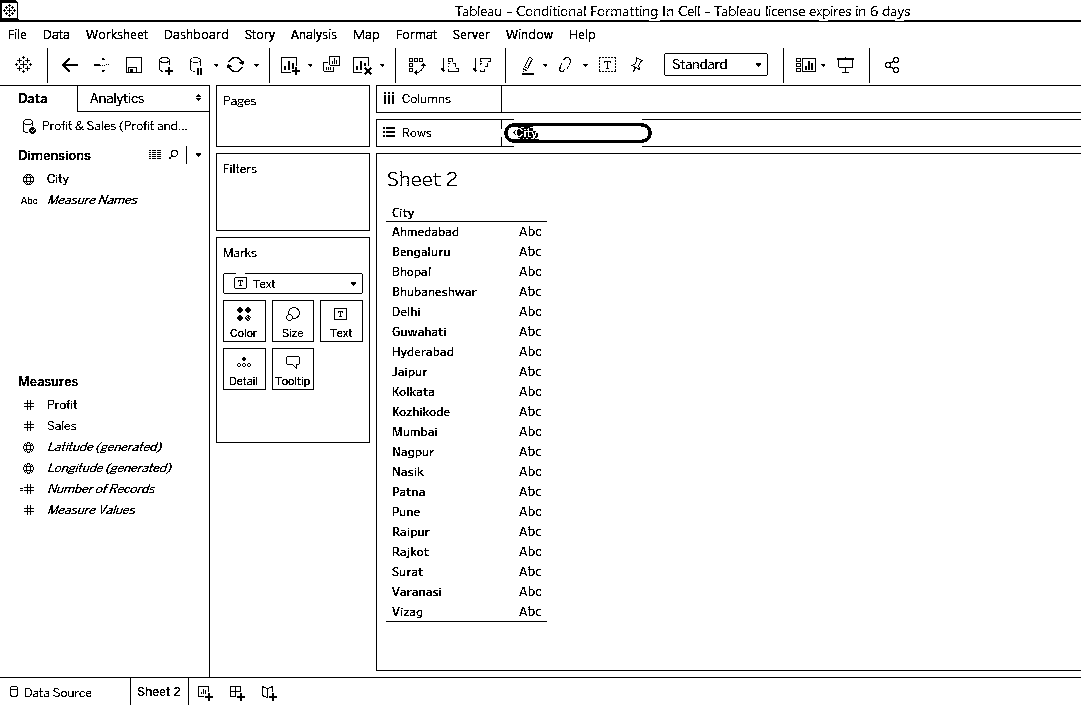 Tableau - Conditional Formatting In Cell - Tableau license expires in 6 days
File Data Worksheet Dashboard Story Analysis Map Format Server Window Help
Standard
Data Analytics
Profit & Sales (Profit and...
Dimensions
City
Abc Measure Names
Measures
Profit
Sales
Latitude (generated)
Longitude (generated)
Number of Records
Measure Values
Pages
Filters
Marks
Text
Color Size Text
Detail Tooltip
Columns
Rows City
Sheet 2
City
Ahmedabad Abc
Bengaluru Abc
Bhopal Abc
Bhubaneshwar Abc
Delhi Abc
Guwahati Abc
Hyderabad Abc
Jaipur Abc
Kolkata Abc
Kozhikode Abc
Mumbai Abc
Nagpur Abc
Nasik Abc
Patna Abc
Pune Abc
Raipur Abc
Rajkot Abc
Surat Abc
Varanasi Abc
Vizag Abc
Data Source Sheet 2